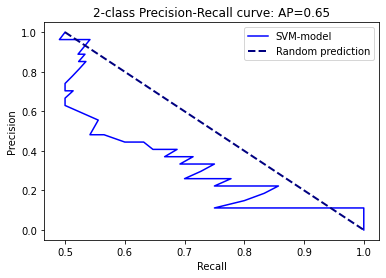 2-class Precision-Recall curve: AP=0.65
SVM-model
Random prediction
Precision
1.0
0.8
0.6
0.4
0.2
0.0
0.5
0.6
0.7
0.8
0.9
1.0
Recall